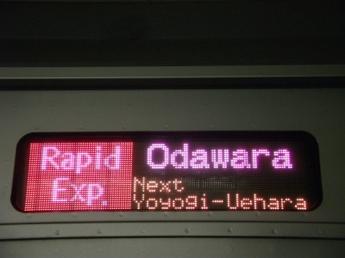 Rapid Exp.
Odawara
Next
Yoyogi-Uehara